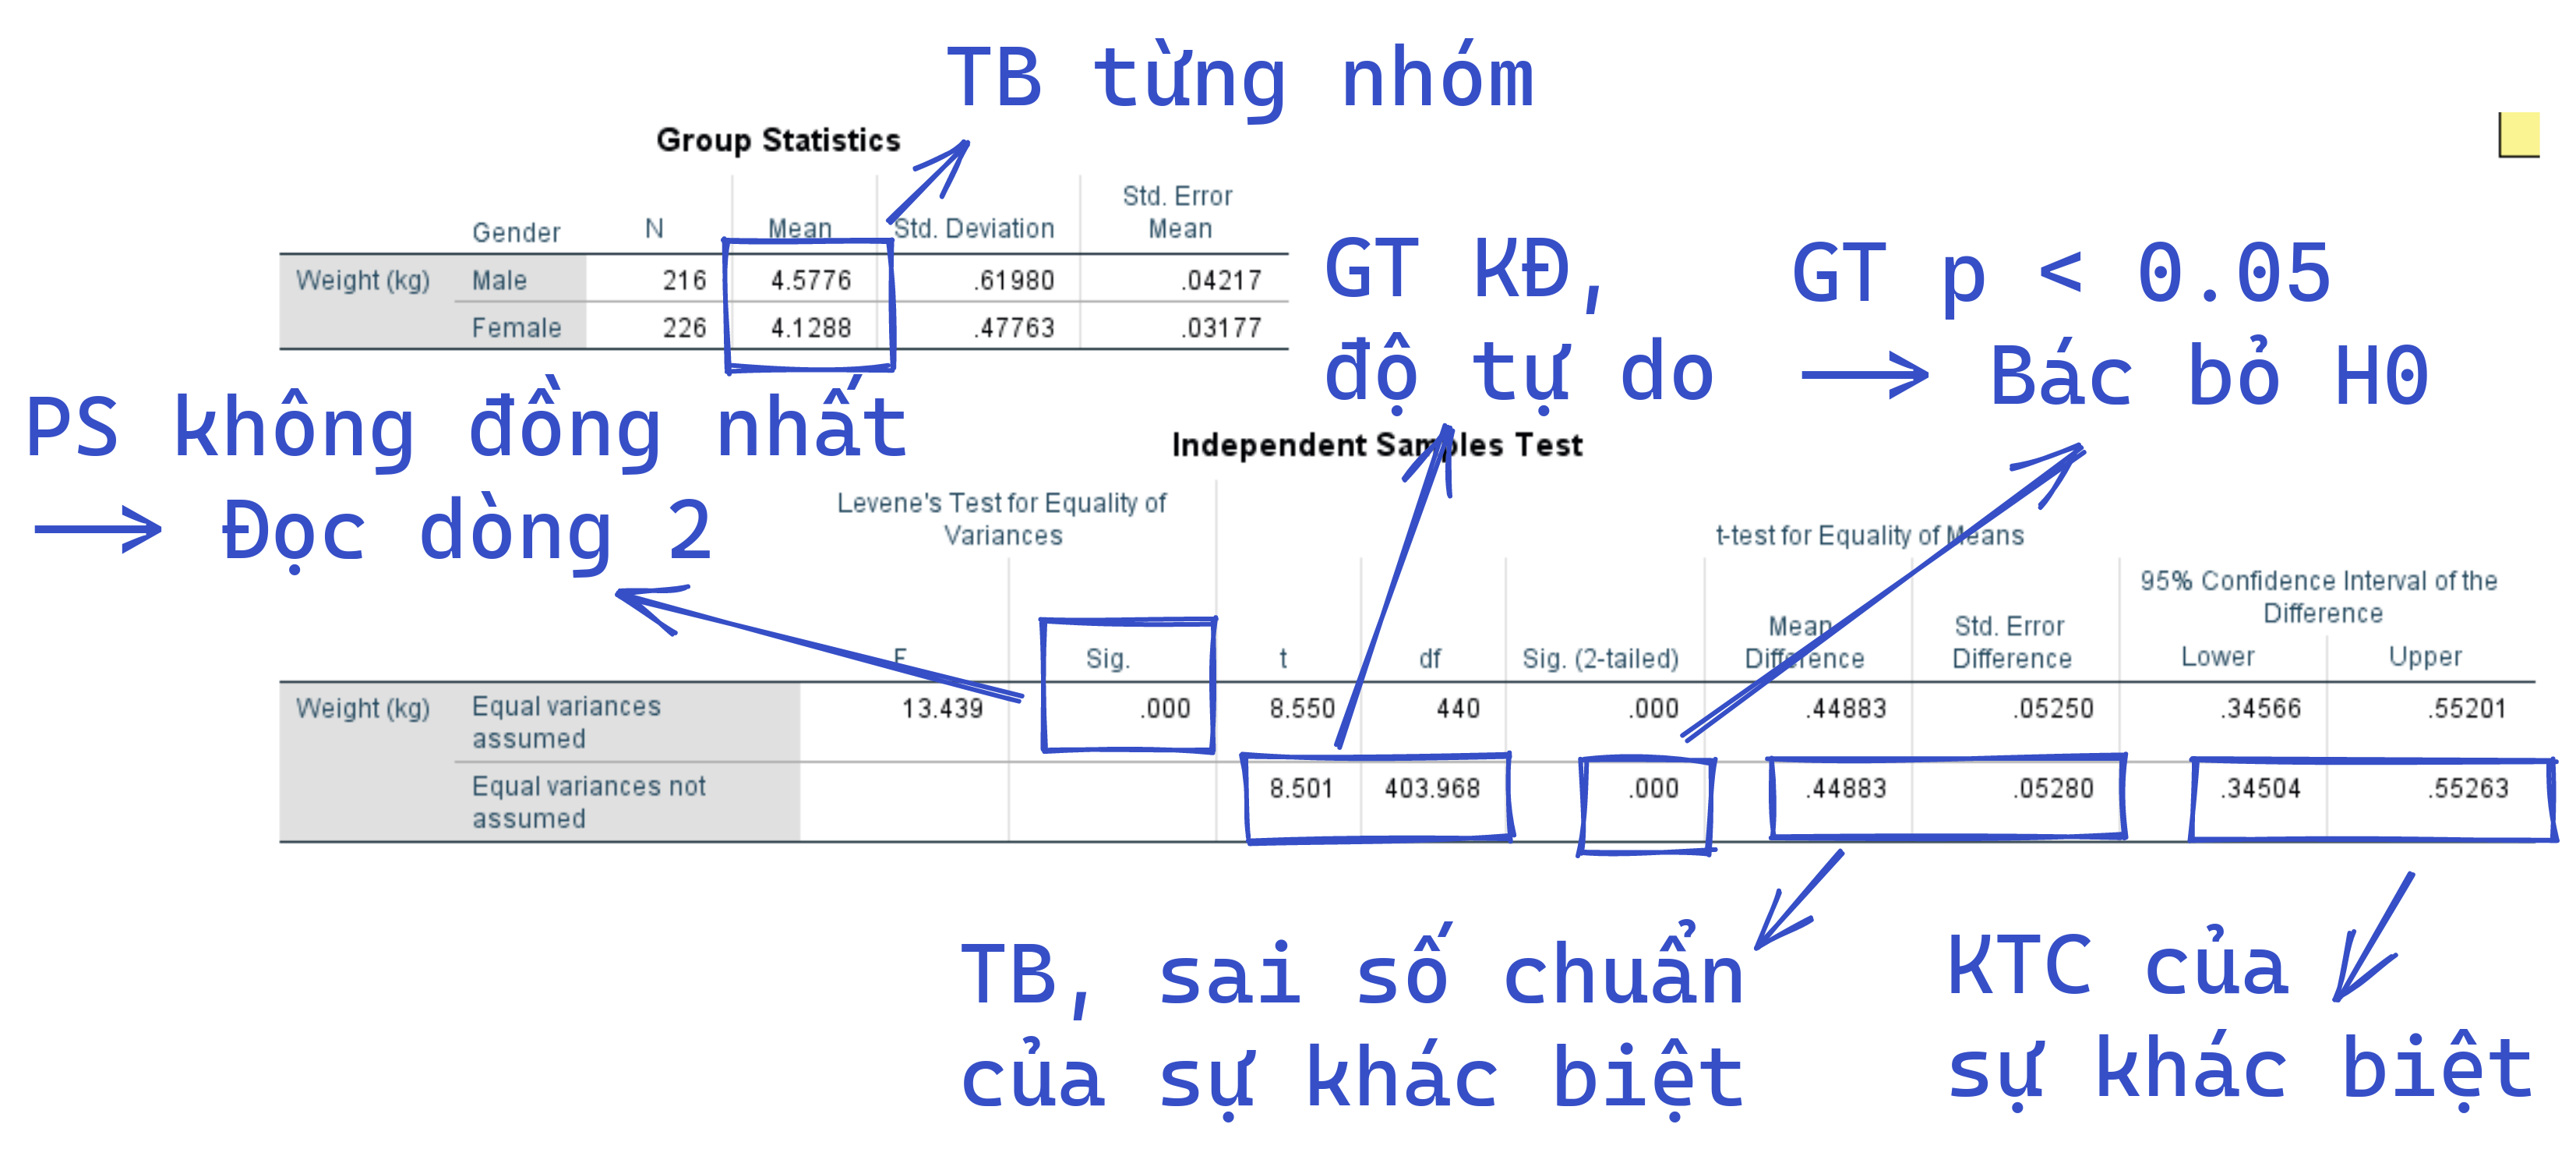 TB từng nhóm
Group Statistics
Gender N Mean Std. Deviation Std. Error Mean
Weight (kg) Male 216 4.5776 .61980 .04217
Female 226 4.1288 .47763 .03177
GT KĐ,
độ tự do
GT p < 0.05
⟶ Bác bỏ H0
PS không đồng nhất
⟶ Đọc dòng 2
Independent Samples Test
Levene's Test for Equality of
Variances
t-test for Equality of Means
95% Confidence Interval of the
Difference
F Sig. t df Sig. (2-tailed) Mean Difference Std. Error Difference Lower Upper
Weight (kg) Equal variances assumed 13.439 .000 8.550 440 .000 .44883 .05250 .34566 .55201
Equal variances not assumed 8.501 403.968 .000 .44883 .05280 .34504 .55263
TB, sai số chuẩn
của sự khác biệt
KTC của
sự khác biệt